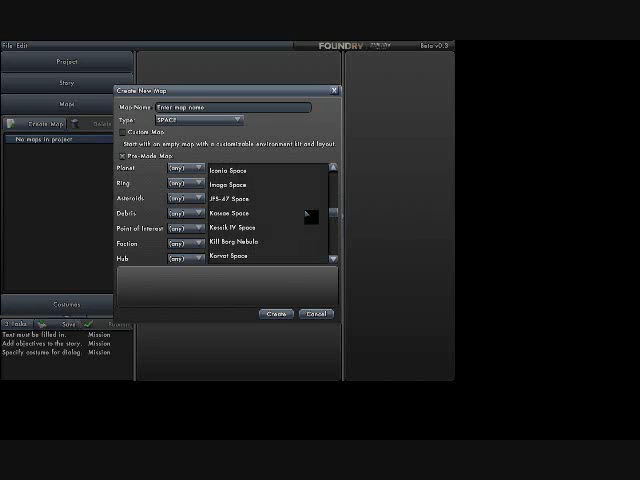 File Edit
FOUNDRY
Beta v0.3
Project
Story
Maps
Create Map
Delete
No maps in project
Create New Map
X
Map Name:
Enter map name
Type:
SPACE
Custom Map
Start with an empty map with a customizable environment kit and layout.
Pre-Made Map:
Planet (any)
Ring (any)
Asteroids (any)
Debris (any)
Point of Interest (any)
Faction (any)
Hub (any)
Iconia Space
Imaga Space
JFS-47 Space
Kassae Space
Kessik IV Space
Kill Borg Nebula
Korvat Space
Create
Cancel
Costumes
3 Tasks
Save
Text must be filled in. Mission
Add objectives to the story. Mission
Specify costume for dialog. Mission